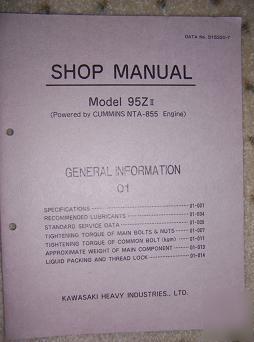 DATA No. 515500-7
SHOP MANUAL
Model 95ZII
(Powered by CUMMINS NTA-855 Engine)
GENERAL INFORMATION
01
SPECIFICATIONS 01-001
RECOMMENDED LUBRICANTS 01-004
STANDARD SERVICE DATA 01-005
TIGHTENING TORQUE OF MAIN BOLTS & NUTS 01-007
TIGHTENING TORQUE OF COMMON BOLT (kgm) 01-011
APPROXIMATE WEIGHT OF MAIN COMPONENT 01-013
LIQUID PACKING AND THREAD LOCK 01-014
KAWASAKI HEAVY INDUSTRIES., LTD.